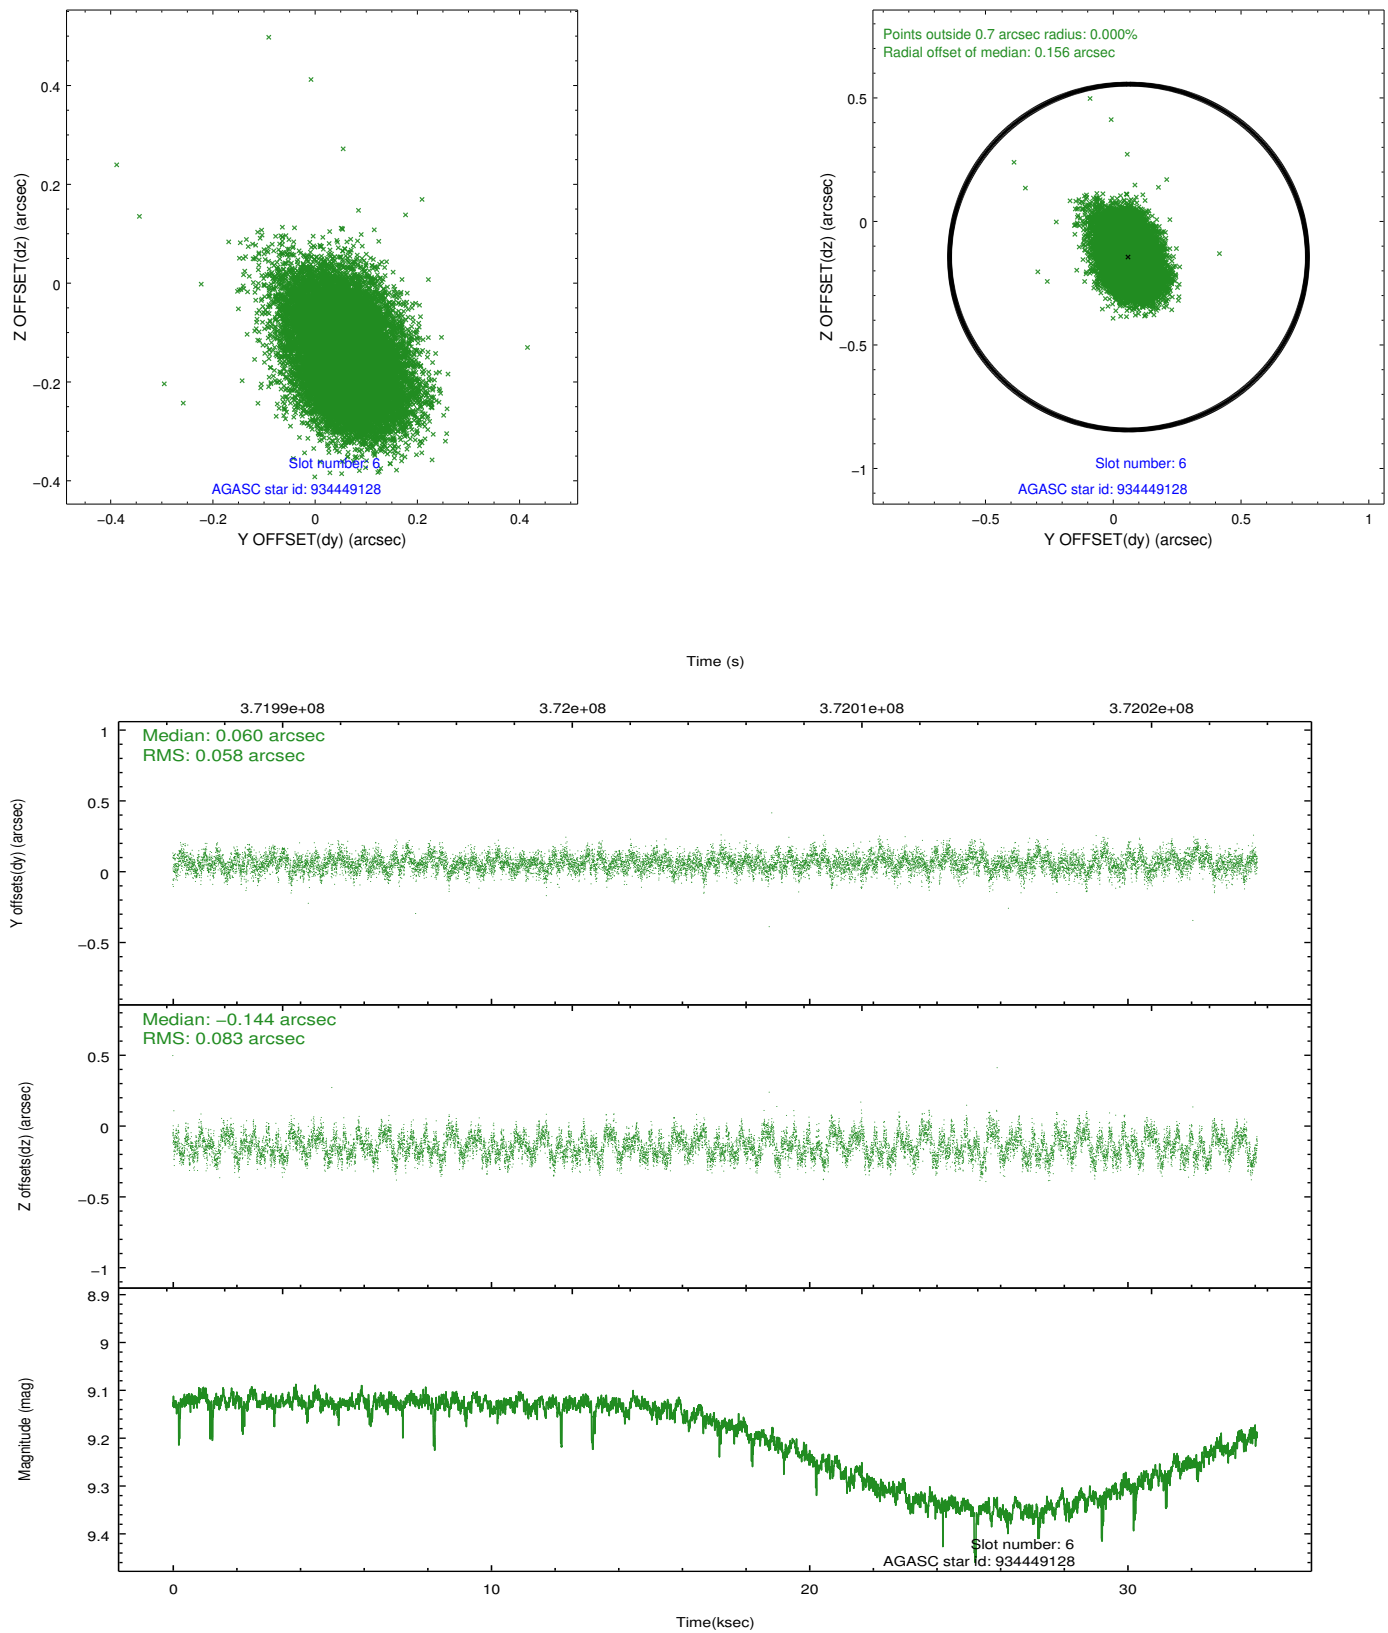 0.4
0.2
0
−0.2
−0.4
Z OFFSET(dz) (arcsec)
Slot number: 6
AGASC star id: 934449128
−0.4
−0.2
0
0.2
0.4
Y OFFSET(dy) (arcsec)
Points outside 0.7 arcsec radius: 0.000%
Radial offset of median: 0.156 arcsec
0.5
0
−0.5
−1
Z OFFSET(dz) (arcsec)
Slot number: 6
AGASC star id: 934449128
−0.5
0
0.5
1
Y OFFSET(dy) (arcsec)
Time (s)
3.7199e+08
3.72e+08
3.7201e+08
3.7202e+08
Median: 0.060 arcsec
RMS: 0.058 arcsec
1
0.5
0
−0.5
Y offsets(dy) (arcsec)
Median: −0.144 arcsec
RMS: 0.083 arcsec
0.5
0
−0.5
−1
Z offsets(dz) (arcsec)
8.9
9
9.1
9.2
9.3
9.4
Magnitude (mag)
Slot number: 6
AGASC star id: 934449128
0
10
20
30
Time(ksec)